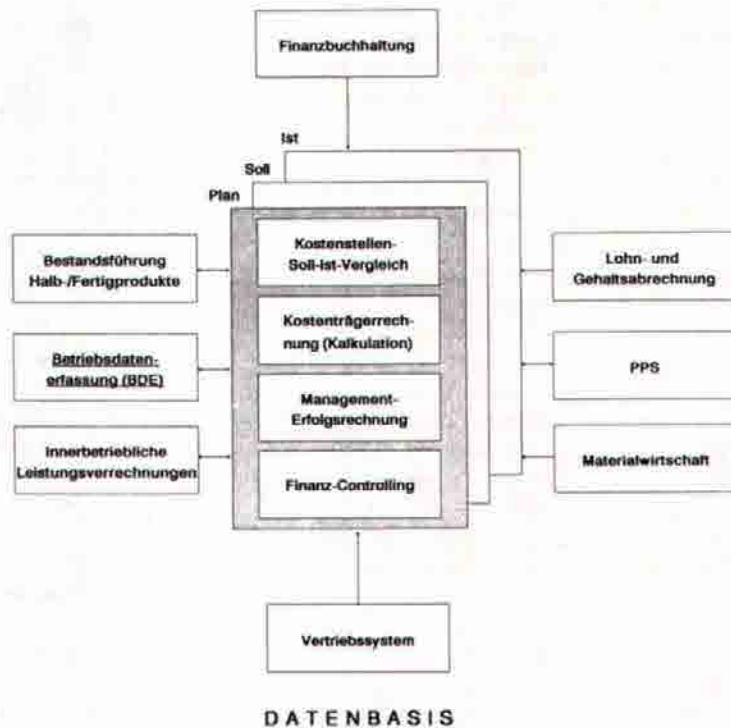 Finanzbuchhaltung
Ist
Soll
Plan
Kostenstellen-
Soll-Ist-Vergleich
Kostenträgerrech-
nung (Kalkulation)
Management-
Erfolgsrechnung
Finanz-Controlling
Bestandsführung
Halb-/Fertigprodukte
Betriebsdaten-
erfassung (BDE)
Innerbetriebliche
Leistungsverrechnungen
Lohn- und
Gehaltsabrechnung
PPS
Materialwirtschaft
Vertriebssystem
DATENBASIS